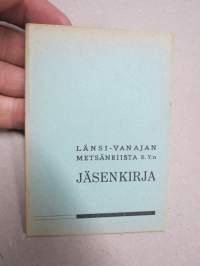 LÄNSI-VANAJAN
METSÄNRIISTA R.Y:n
JÄSENKIRJA